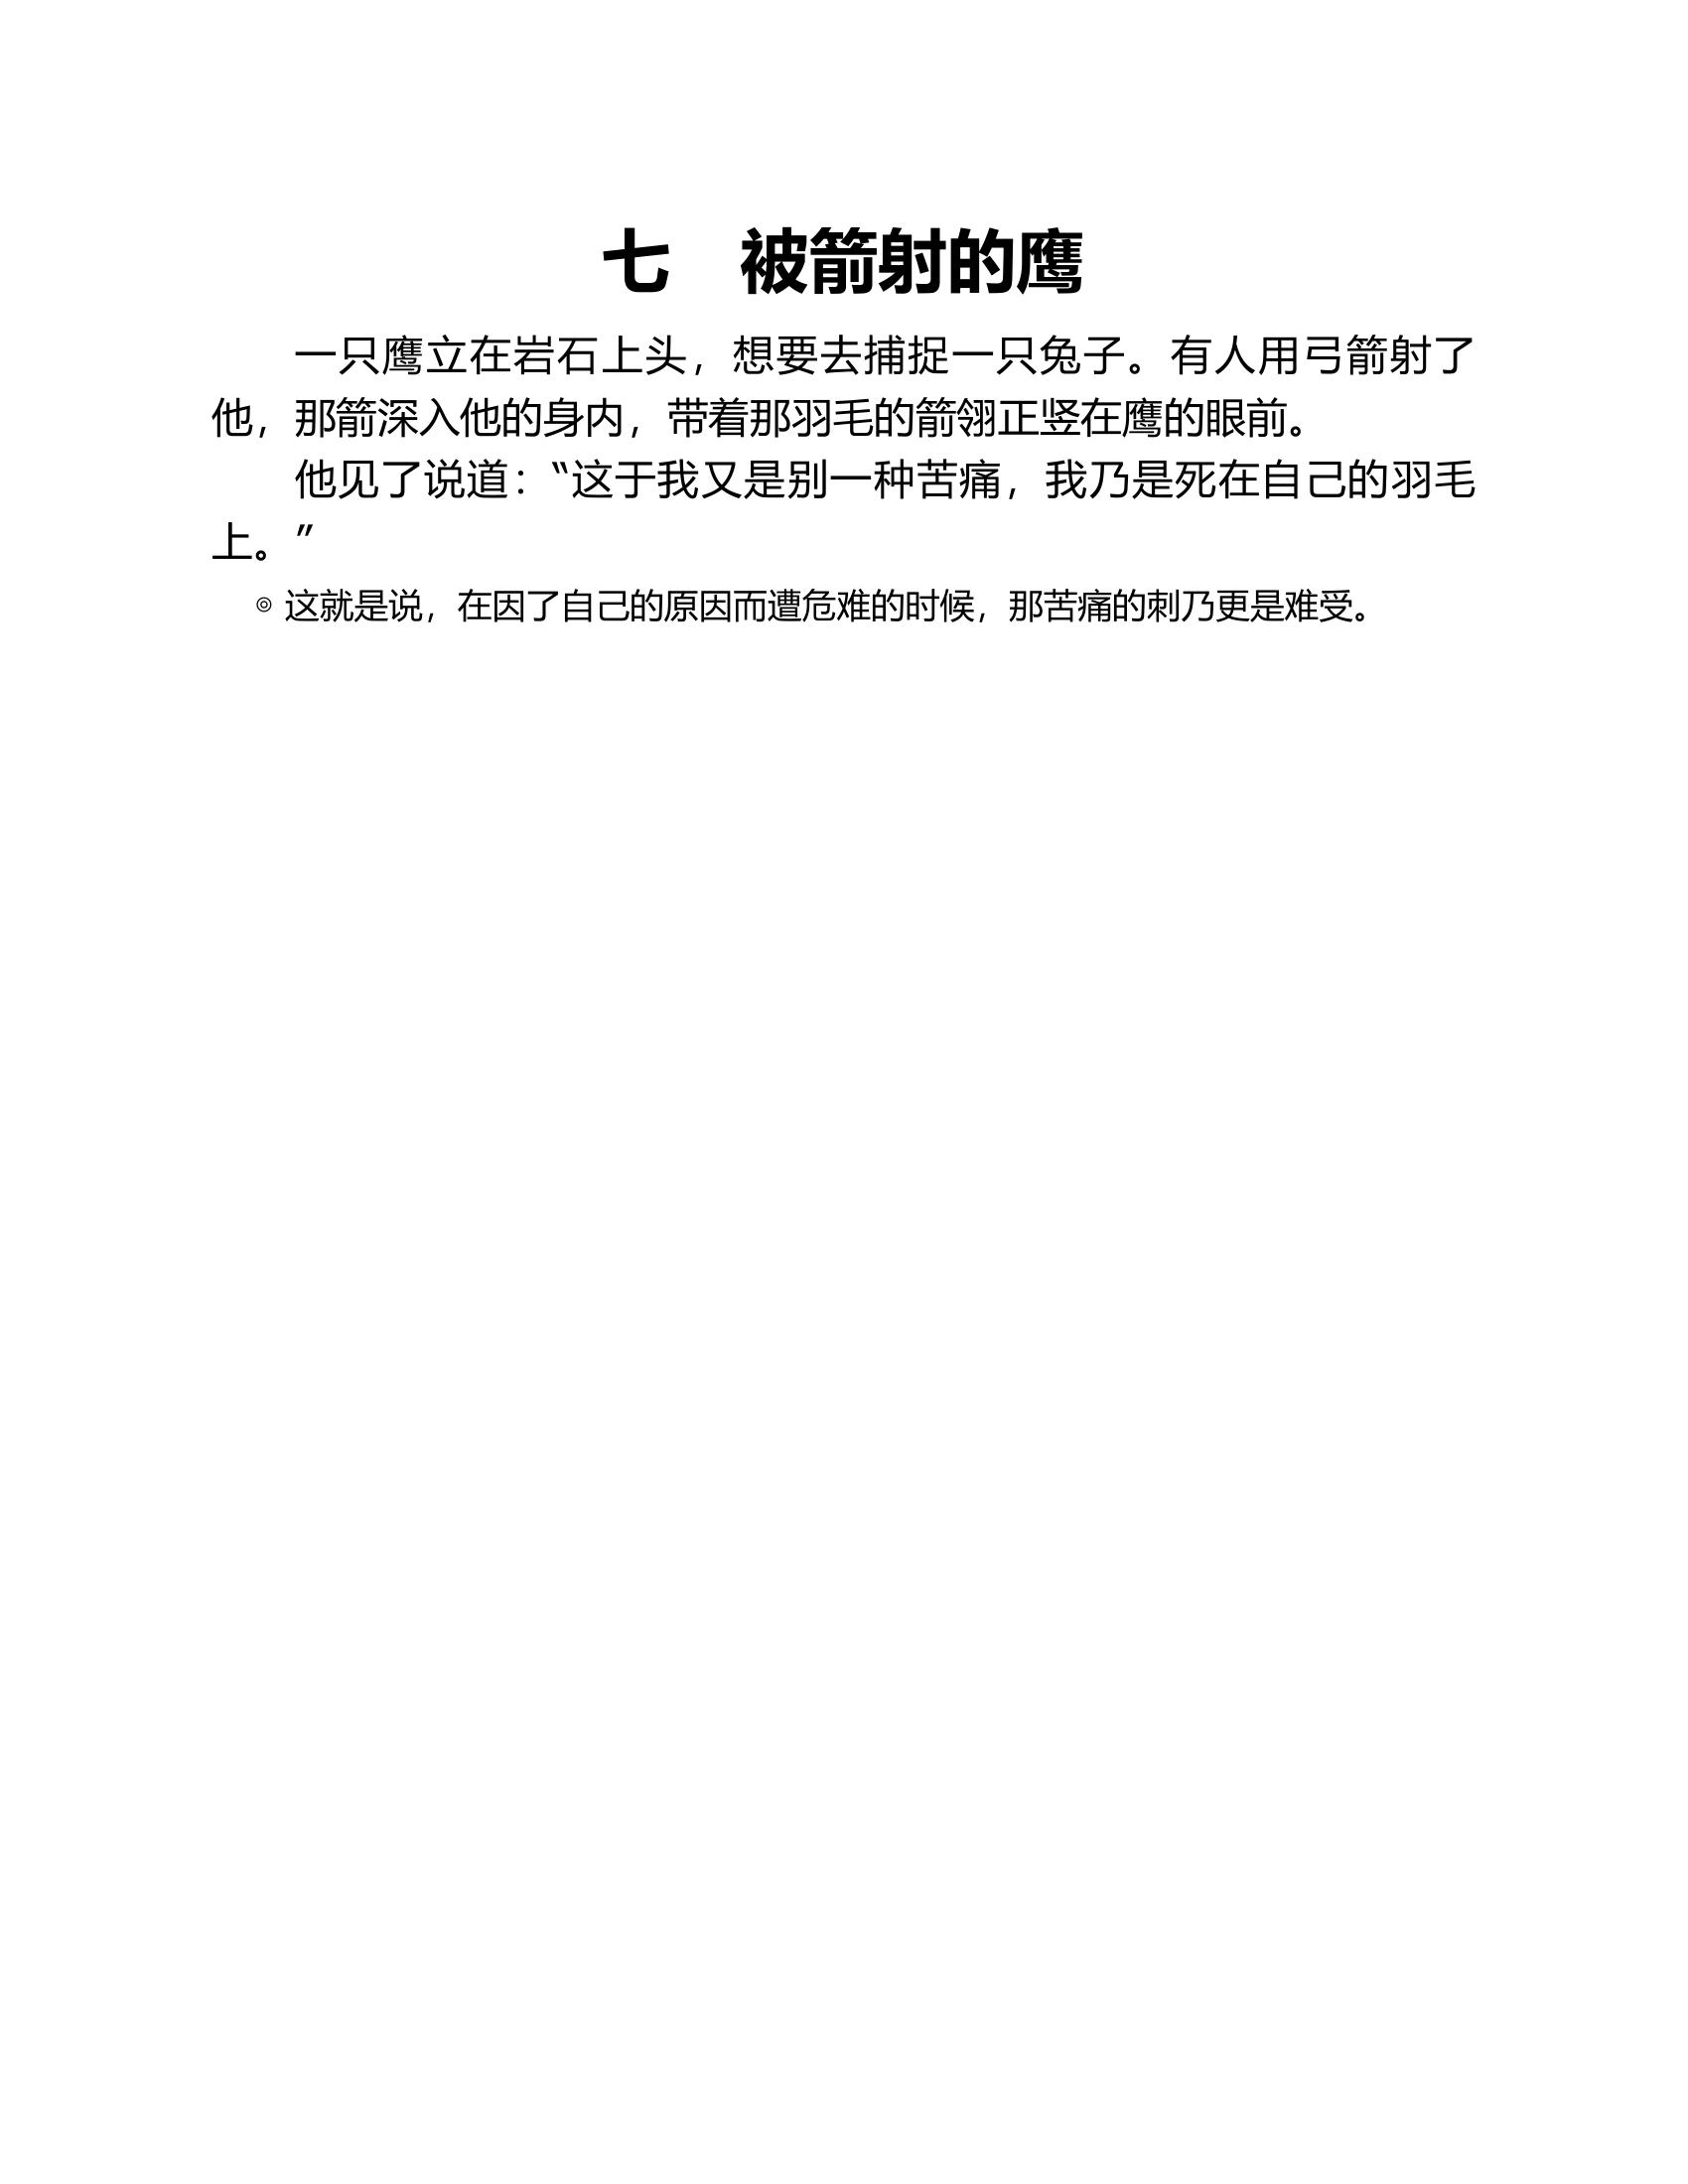 七　被箭射的鹰
一只鹰立在岩石上头，想要去捕捉一只兔子。有人用弓箭射了
他，那箭深入他的身内，带着那羽毛的箭翎正竖在鹰的眼前。
他见了说道：“这于我又是别一种苦痛，我乃是死在自己的羽毛
上。”
◎ 这就是说，在因了自己的原因而遭危难的时候，那苦痛的刺乃更是难受。